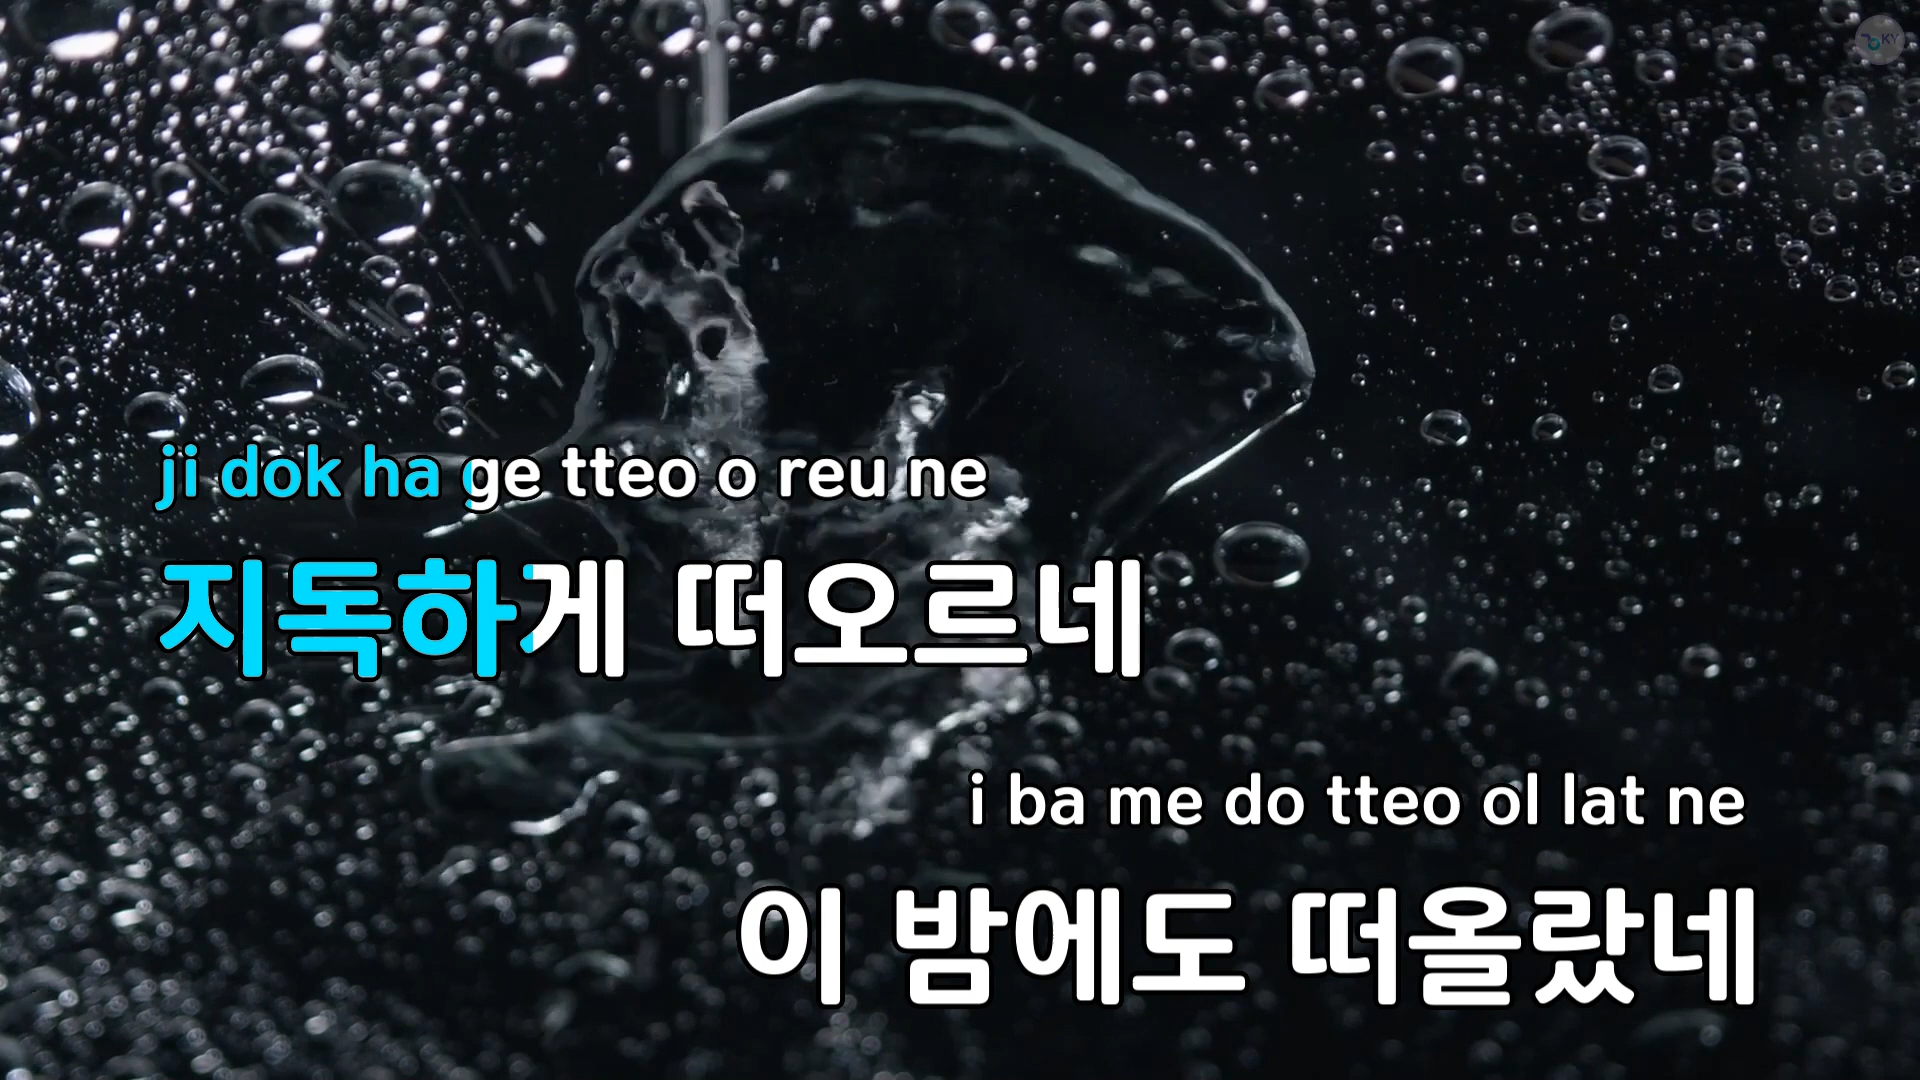 KY
ji dok ha ge tteo o reu ne
지독하게 떠오르네
i ba me do tteo ol lat ne
이 밤에도 떠올랐네